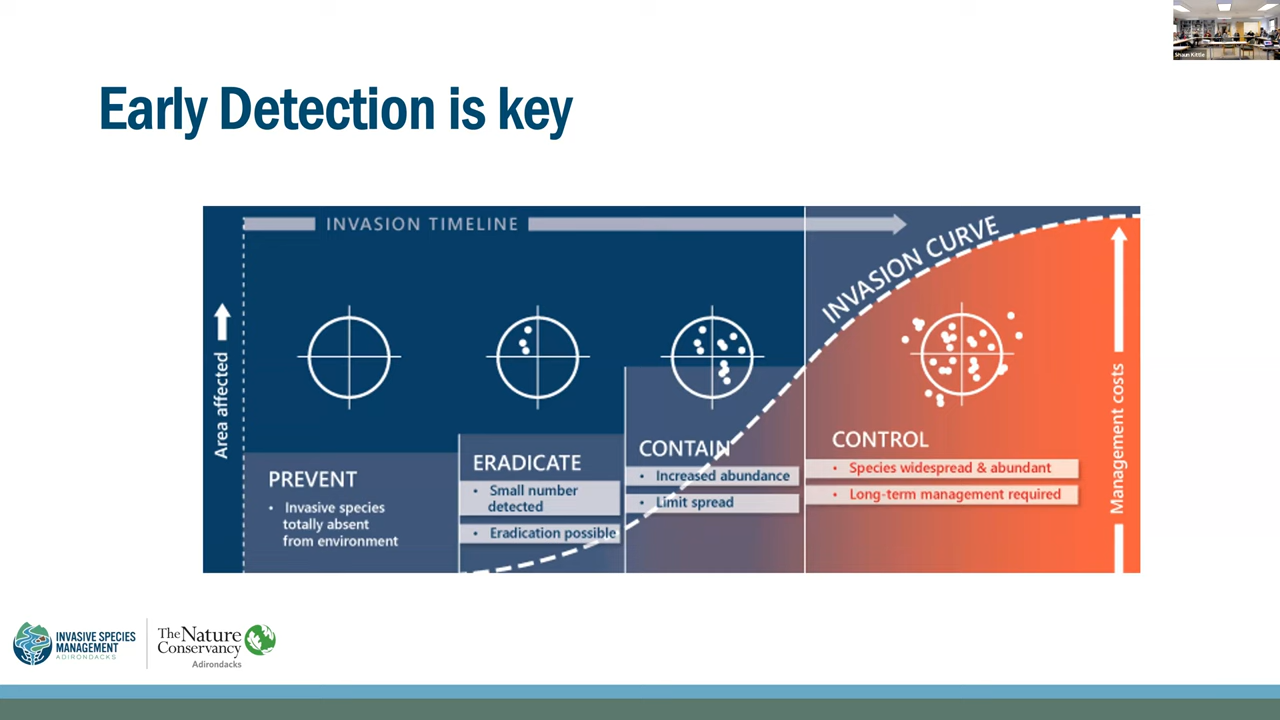 Shaun Kittle
Early Detection is key
INVASION TIMELINE
INVASION CURVE
Area affected
Management costs
PREVENT
• Invasive species
totally absent
from environment
ERADICATE
• Small number
detected
• Eradication possible
CONTAIN
• Increased abundance
• Limit spread
CONTROL
• Species widespread & abundant
• Long-term management required
INVASIVE SPECIES
MANAGEMENT
ADIRONDACKS
The Nature
Conservancy
Adirondacks